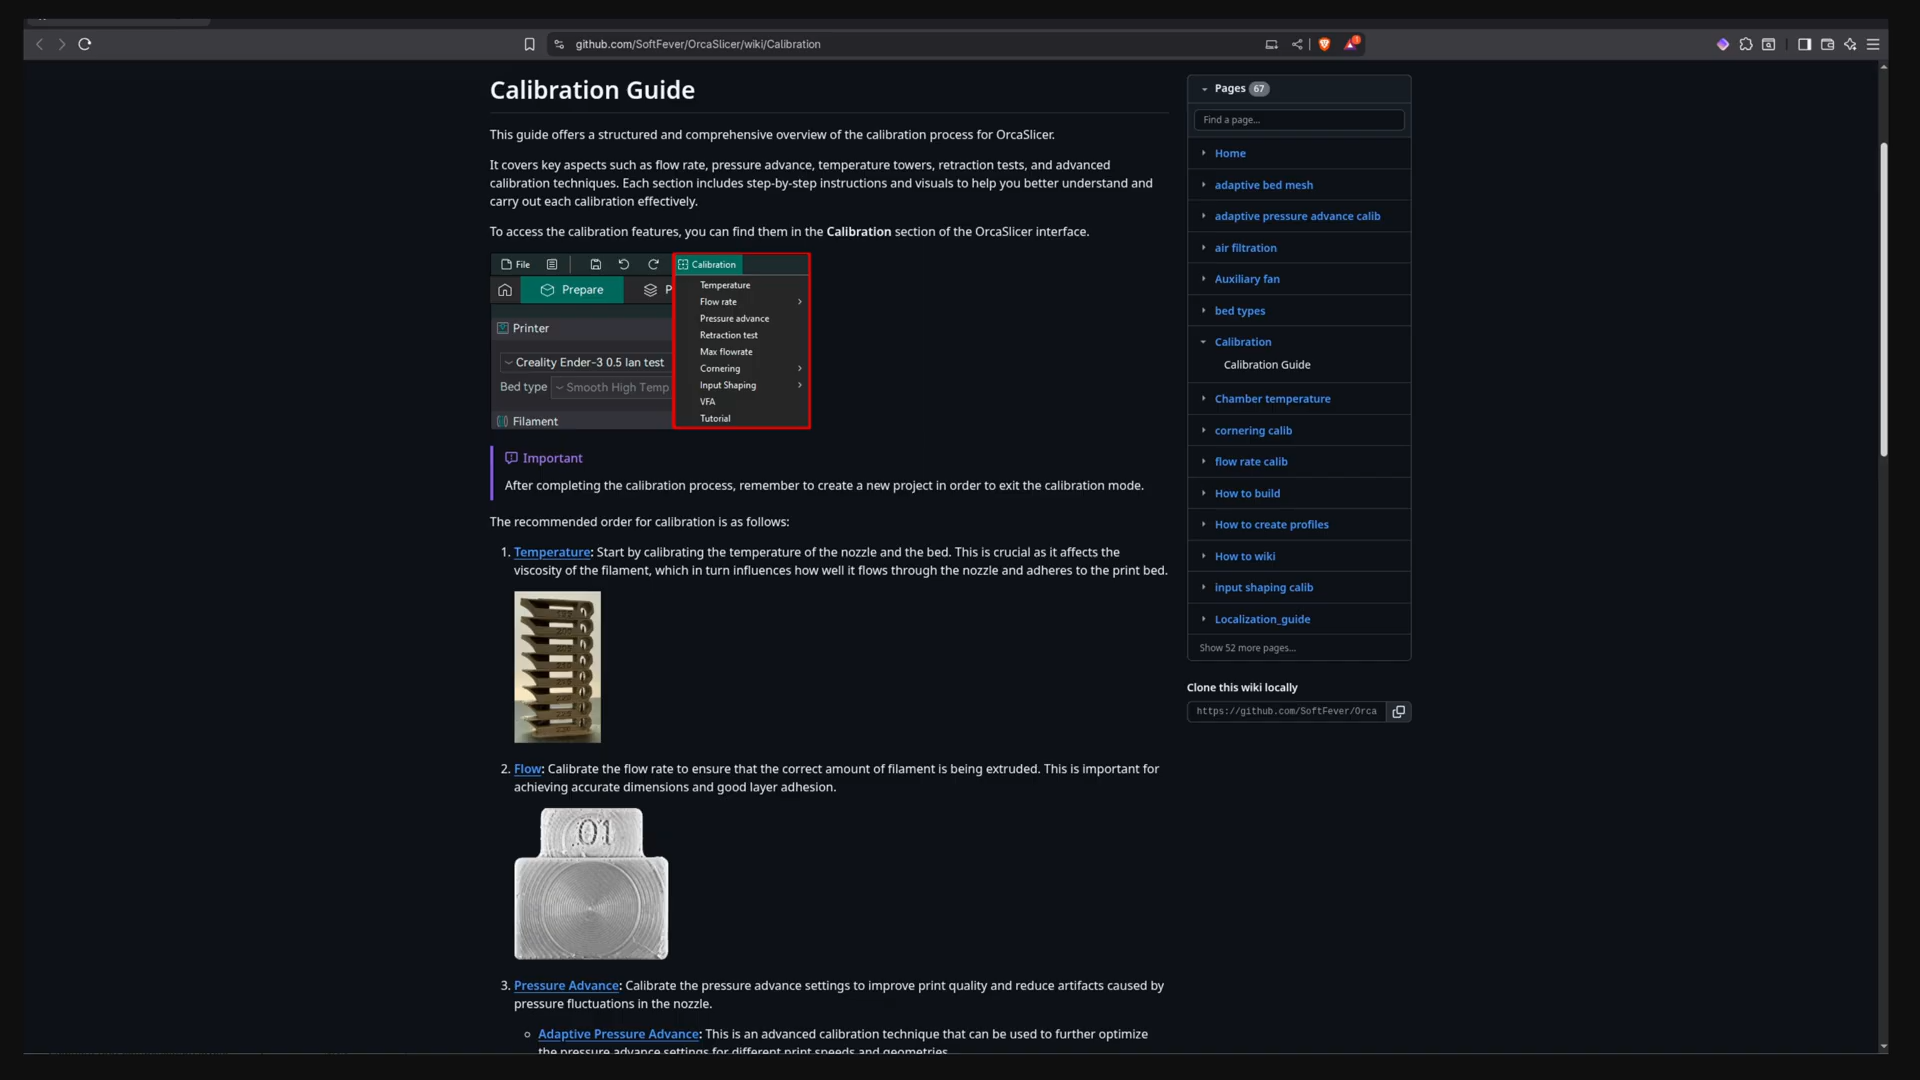 github.com/SoftFever/OrcaSlicer/wiki/Calibration
Calibration Guide
This guide offers a structured and comprehensive overview of the calibration process for OrcaSlicer.
It covers key aspects such as flow rate, pressure advance, temperature towers, retraction tests, and advanced
calibration techniques. Each section includes step-by-step instructions and visuals to help you better understand and
carry out each calibration effectively.
To access the calibration features, you can find them in the Calibration section of the OrcaSlicer interface.
File
Calibration
Prepare
P
Printer
Creality Ender-3 0.5 lan test
Bed type
Smooth High Temp
Filament
Temperature
Flow rate
Pressure advance
Retraction test
Max flowrate
Cornering
Input Shaping
VFA
Tutorial
Important
After completing the calibration process, remember to create a new project in order to exit the calibration mode.
The recommended order for calibration is as follows:
1. Temperature: Start by calibrating the temperature of the nozzle and the bed. This is crucial as it affects the
viscosity of the filament, which in turn influences how well it flows through the nozzle and adheres to the print bed.
2. Flow: Calibrate the flow rate to ensure that the correct amount of filament is being extruded. This is important for
achieving accurate dimensions and good layer adhesion.
.01
3. Pressure Advance: Calibrate the pressure advance settings to improve print quality and reduce artifacts caused by
pressure fluctuations in the nozzle.
Adaptive Pressure Advance: This is an advanced calibration technique that can be used to further optimize
the pressure advance settings for different print speeds and geometries.
Pages 67
Find a page...
Home
adaptive bed mesh
adaptive pressure advance calib
air filtration
Auxiliary fan
bed types
Calibration
Calibration Guide
Chamber temperature
cornering calib
flow rate calib
How to build
How to create profiles
How to wiki
input shaping calib
Localization_guide
Show 52 more pages...
Clone this wiki locally
https://github.com/SoftFever/Orca